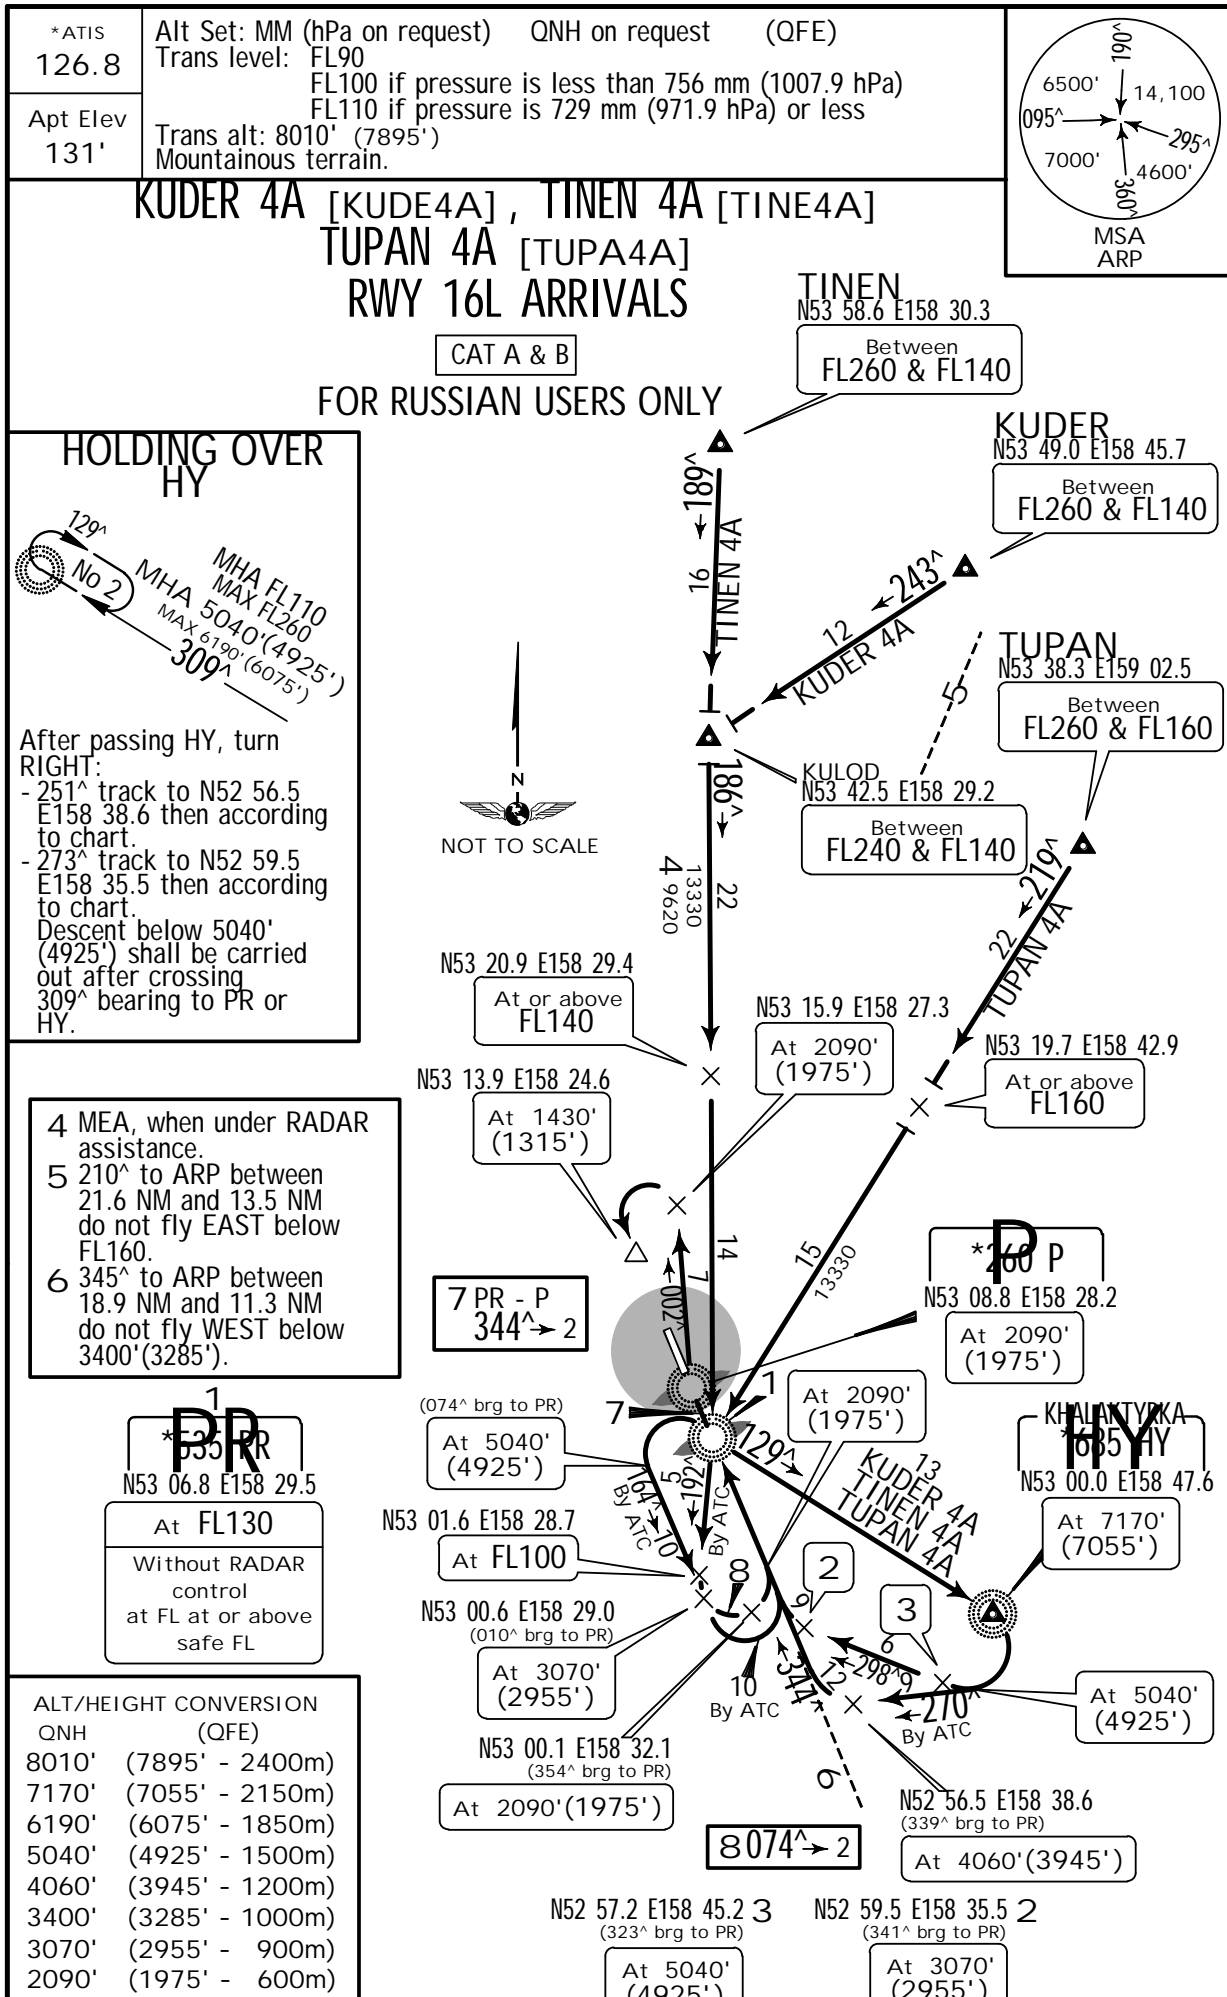 *ATIS
126.8
Apt Elev
131'
Alt Set: MM (hPa on request) QNH on request (QFE)
Trans level: FL90
FL100 if pressure is less than 756 mm (1007.9 hPa)
FL110 if pressure is 729 mm (971.9 hPa) or less
Trans alt: 8010' (7895')
Mountainous terrain.
190^
6500'
14,100
095^
295^
7000'
4600'
360^
MSA
ARP
KUDER 4A [KUDE4A] , TINEN 4A [TINE4A]
TUPAN 4A [TUPA4A]
RWY 16L ARRIVALS
CAT A & B
FOR RUSSIAN USERS ONLY
TINEN
N53 58.6 E158 30.3
Between
FL260 & FL140
KUDER
N53 49.0 E158 45.7
Between
FL260 & FL140
HOLDING OVER
HY
129^
No 2
MHA FL110
MAX FL260
MHA 5040'(4925')
MAX 6190'(6075')
309^
After passing HY, turn
RIGHT:
- 251^ track to N52 56.5
E158 38.6 then according
to chart.
- 273^ track to N52 59.5
E158 35.5 then according
to chart.
Descent below 5040'
(4925') shall be carried
out after crossing
309^ bearing to PR or
HY.
189^
16
TINEN 4A
243^
12
KUDER 4A
5
TUPAN
N53 38.3 E159 02.5
Between
FL260 & FL160
N
NOT TO SCALE
KULOD
N53 42.5 E158 29.2
Between
FL240 & FL140
186^
22
13330
4 9620
219^
22
TUPAN 4A
N53 20.9 E158 29.4
At or above
FL140
N53 15.9 E158 27.3
At 2090'
(1975')
N53 19.7 E158 42.9
At or above
FL160
N53 13.9 E158 24.6
At 1430'
(1315')
4 MEA, when under RADAR
assistance.
5 210^ to ARP between
21.6 NM and 13.5 NM
do not fly EAST below
FL160.
6 345^ to ARP between
18.9 NM and 11.3 NM
do not fly WEST below
3400'(3285').
14
7
002^
15
13330
7 PR - P
344^ 2
P
*260 P
N53 08.8 E158 28.2
At 2090'
(1975')
1
PR
*535 PR
N53 06.8 E158 29.5
At FL130
Without RADAR
control
at FL at or above
safe FL
(074^ brg to PR)
At 5040'
(4925')
7
1
At 2090'
(1975')
KHALAKTYRKA
HY
*685 HY
N53 00.0 E158 47.6
At 7170'
(7055')
129^
13
KUDER 4A
TINEN 4A
TUPAN 4A
164^
10
By ATC
5
192^
By ATC
N53 01.6 E158 28.7
At FL100
8
2
3
N53 00.6 E158 29.0
(010^ brg to PR)
At 3070'
(2955')
9
6
298^
9
344^
12
10
By ATC
270^
By ATC
At 5040'
(4925')
N53 00.1 E158 32.1
(354^ brg to PR)
At 2090'(1975')
6
N52 56.5 E158 38.6
(339^ brg to PR)
At 4060'(3945')
8 074^ 2
ALT/HEIGHT CONVERSION
QNH (QFE)
8010' (7895' - 2400m)
7170' (7055' - 2150m)
6190' (6075' - 1850m)
5040' (4925' - 1500m)
4060' (3945' - 1200m)
3400' (3285' - 1000m)
3070' (2955' - 900m)
2090' (1975' - 600m)
N52 57.2 E158 45.2 3
(323^ brg to PR)
At 5040'
(4925')
N52 59.5 E158 35.5 2
(341^ brg to PR)
At 3070'
(2955')